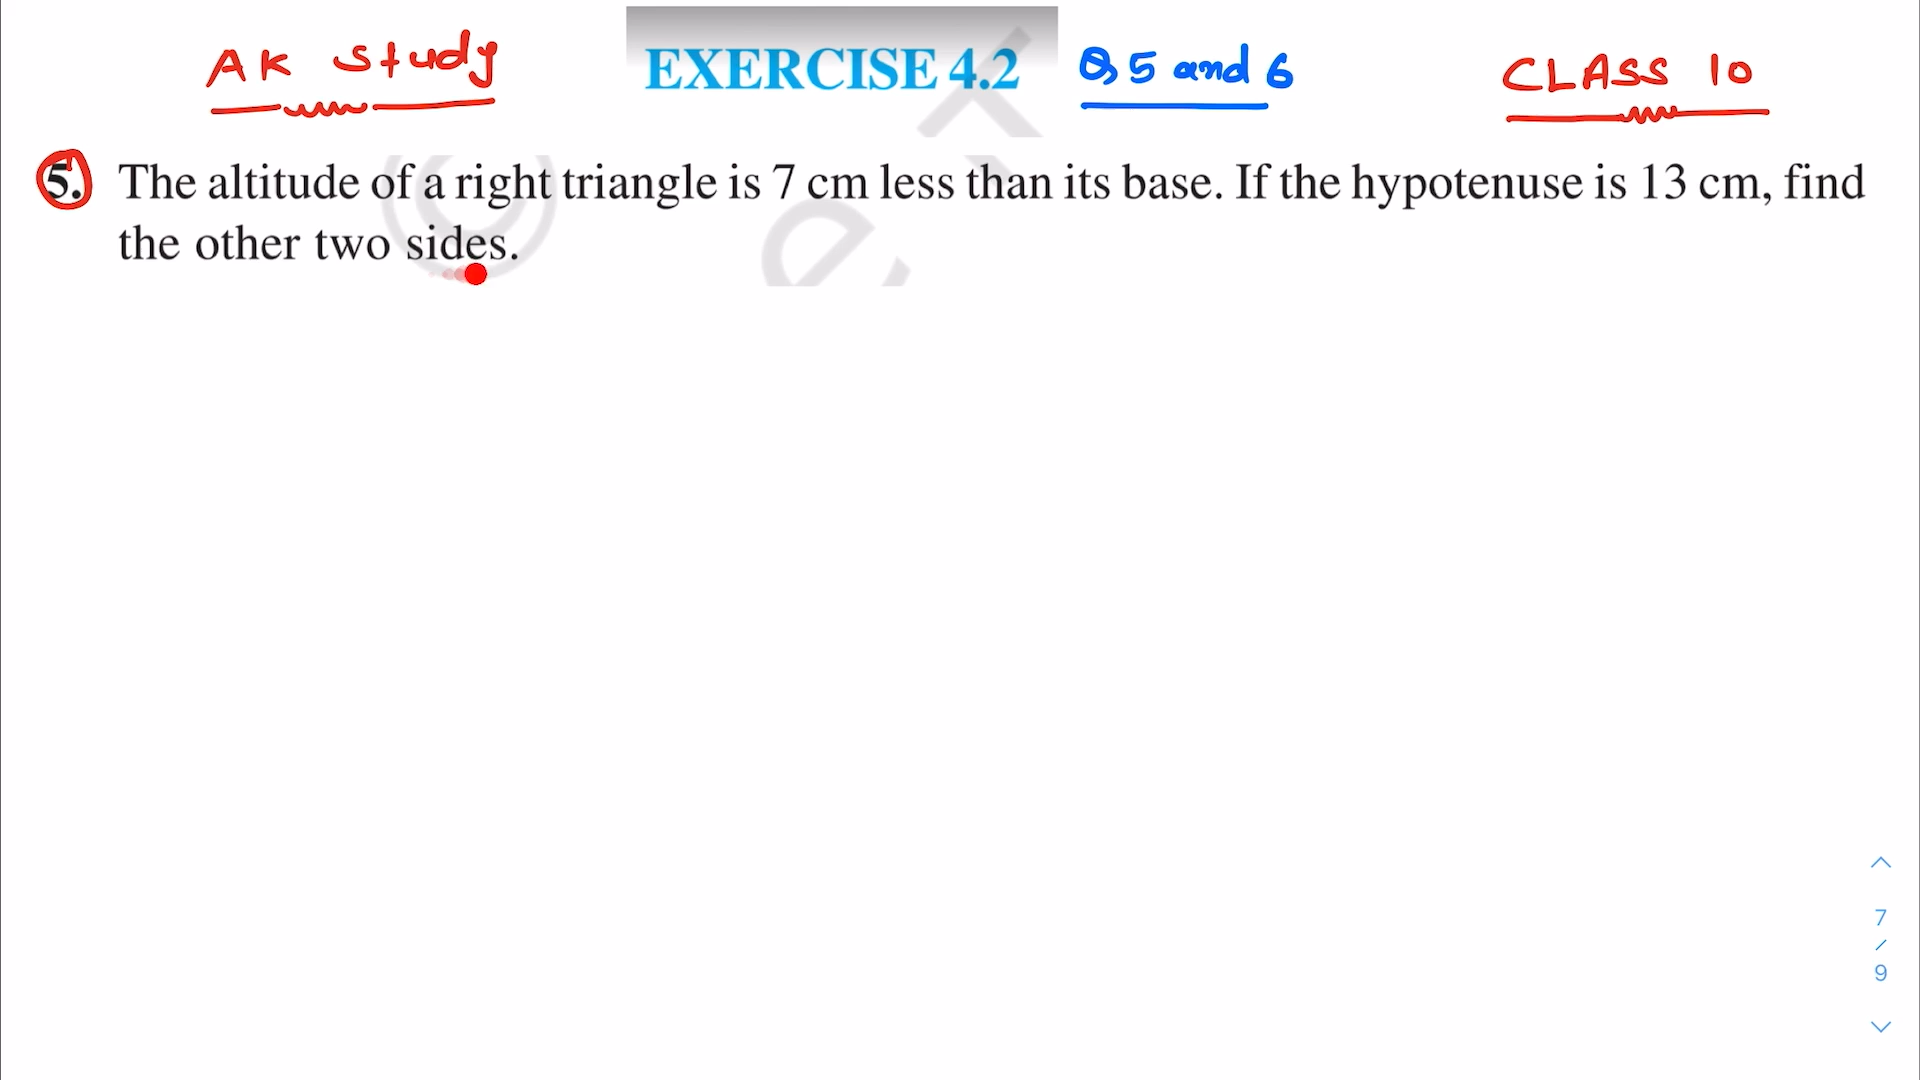 AK Study EXERCISE 4.2 Q 5 and 6 CLASS 10
5. The altitude of a right triangle is 7 cm less than its base. If the hypotenuse is 13 cm, find
the other two sides.
7
/
9